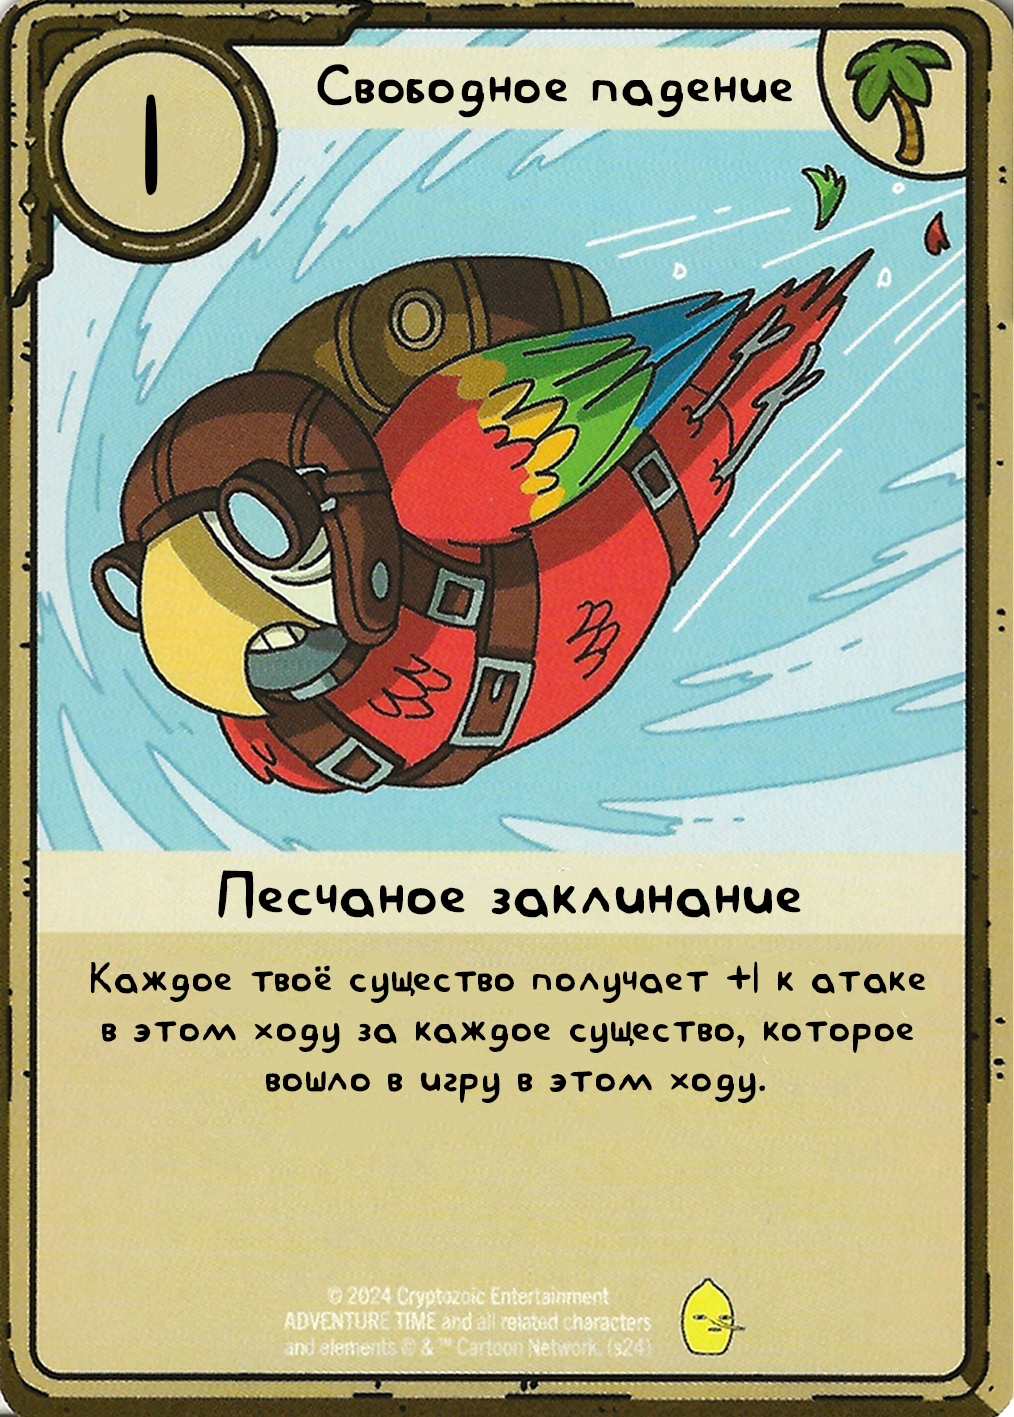 1
Свободное падение
Песчаное заклинание
Каждое твоё существо получает +1 к атаке
в этом ходу за каждое существо, которое
вошло в игру в этом ходу.
© 2024 Cryptozoic Entertainment
ADVENTURE TIME and all related characters
and elements © & ™ Cartoon Network. (s24)